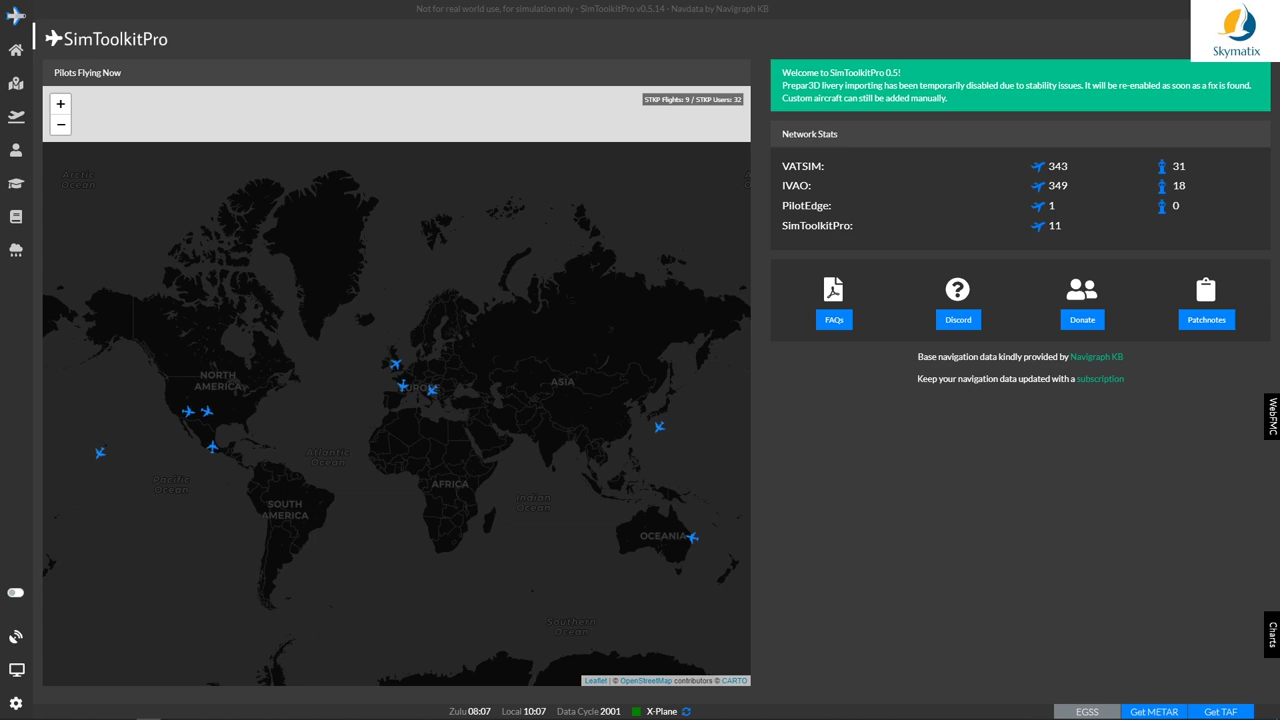 Not for real world use, for simulation only - SimToolkitPro v0.5.14 - Navdata by Navigraph KB
SimToolkitPro
Skymatix
Pilots Flying Now
+
−
STKP Flights: 9 / STKP Users: 32
Arctic
Ocean
NORTH
AMERICA
EUROPE
ASIA
Atlantic
Ocean
Pacific
Ocean
AFRICA
Indian
Ocean
SOUTH
AMERICA
OCEANIA
Southern
Ocean
Leaflet | © OpenStreetMap contributors © CARTO
Welcome to SimToolkitPro 0.5!
Prepar3D livery importing has been temporarily disabled due to stability issues. It will be re-enabled as soon as a fix is found.
Custom aircraft can still be added manually.
Network Stats
VATSIM: 343 31
IVAO: 349 18
PilotEdge: 1 0
SimToolkitPro: 11
FAQs
Discord
Donate
Patchnotes
Base navigation data kindly provided by Navigraph KB
Keep your navigation data updated with a subscription
WebFMC
Charts
Zulu 08:07 Local 10:07 Data Cycle 2001 X-Plane
EGSS
Get METAR
Get TAF